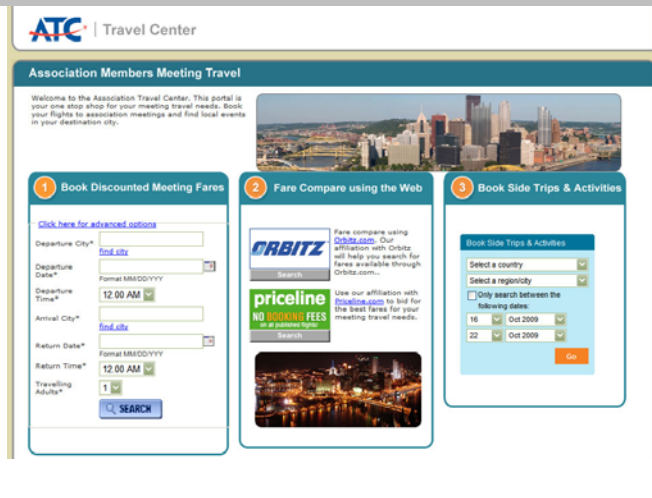 ATC | Travel Center
Association Members Meeting Travel
Welcome to the Association Travel Center. This portal is
your one stop shop for your meeting travel needs. Book
your flights to association meetings and find local events
in your destination city.
1 Book Discounted Meeting Fares
Click here for advanced options
Departure City*
find city
Departure
Date*
Format MM/DD/YYY
Departure
Time*
12:00 AM
Arrival City*
find city
Return Date*
Format MM/DD/YYY
Return Time*
12:00 AM
Travelling
Adults*
1
SEARCH
2 Fare Compare using the Web
ORBITZ
Search
Fare compare using
Orbitz.com. Our
affiliation with Orbitz
will help you search for
fares available through
Orbitz.com...
priceline
NO BOOKING FEES
on all published flights!
Search
Use our affiliation with
Priceline.com to bid for
the best fares for your
meeting travel needs.
3 Book Side Trips & Activities
Book Side Trips & Activities
Select a country
Select a region/city
Only search between the
following dates:
16 Oct 2009
22 Oct 2009
Go